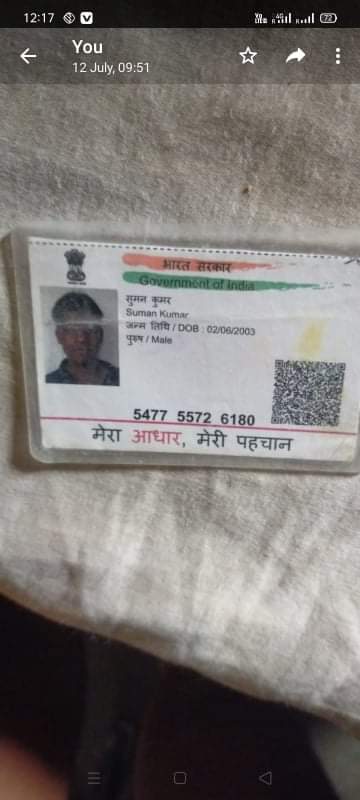 12:17
You
12 July, 09:51
भारत सरकार
Government of India
सुमन कुमर
Suman Kumar
जन्म तिथि / DOB : 02/06/2003
पुरुष / Male
5477 5572 6180
मेरा आधार, मेरी पहचान